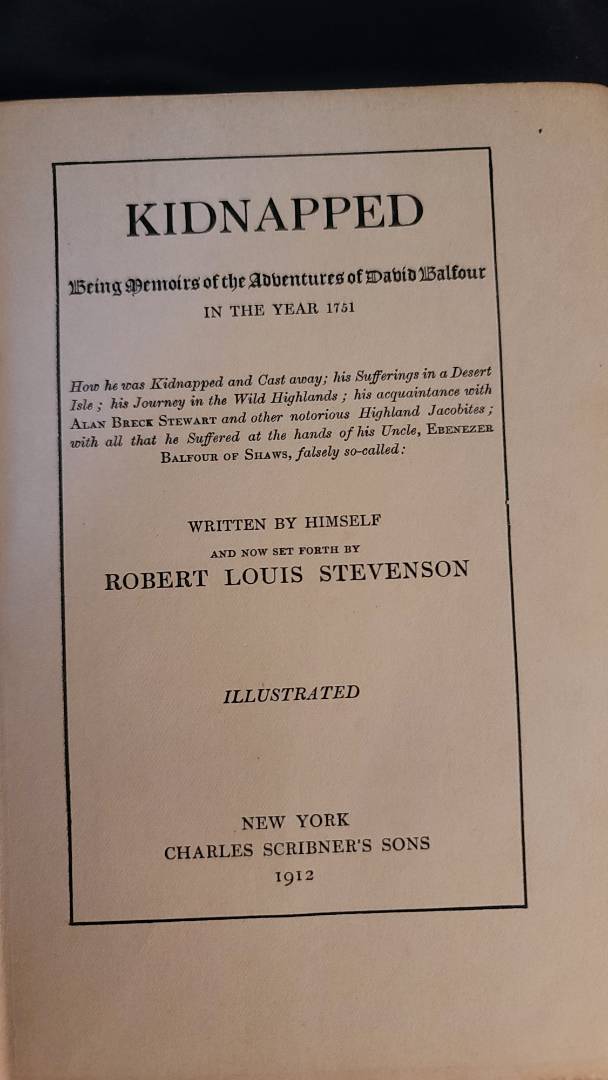 KIDNAPPED
Being Memoirs of the Adventures of David Balfour
IN THE YEAR 1751
How he was Kidnapped and Cast away; his Sufferings in a Desert
Isle; his Journey in the Wild Highlands; his acquaintance with
ALAN BRECK STEWART and other notorious Highland Jacobites;
with all that he Suffered at the hands of his Uncle, EBENEZER
BALFOUR OF SHAWS, falsely so-called:
WRITTEN BY HIMSELF
AND NOW SET FORTH BY
ROBERT LOUIS STEVENSON
ILLUSTRATED
NEW YORK
CHARLES SCRIBNER'S SONS
1912